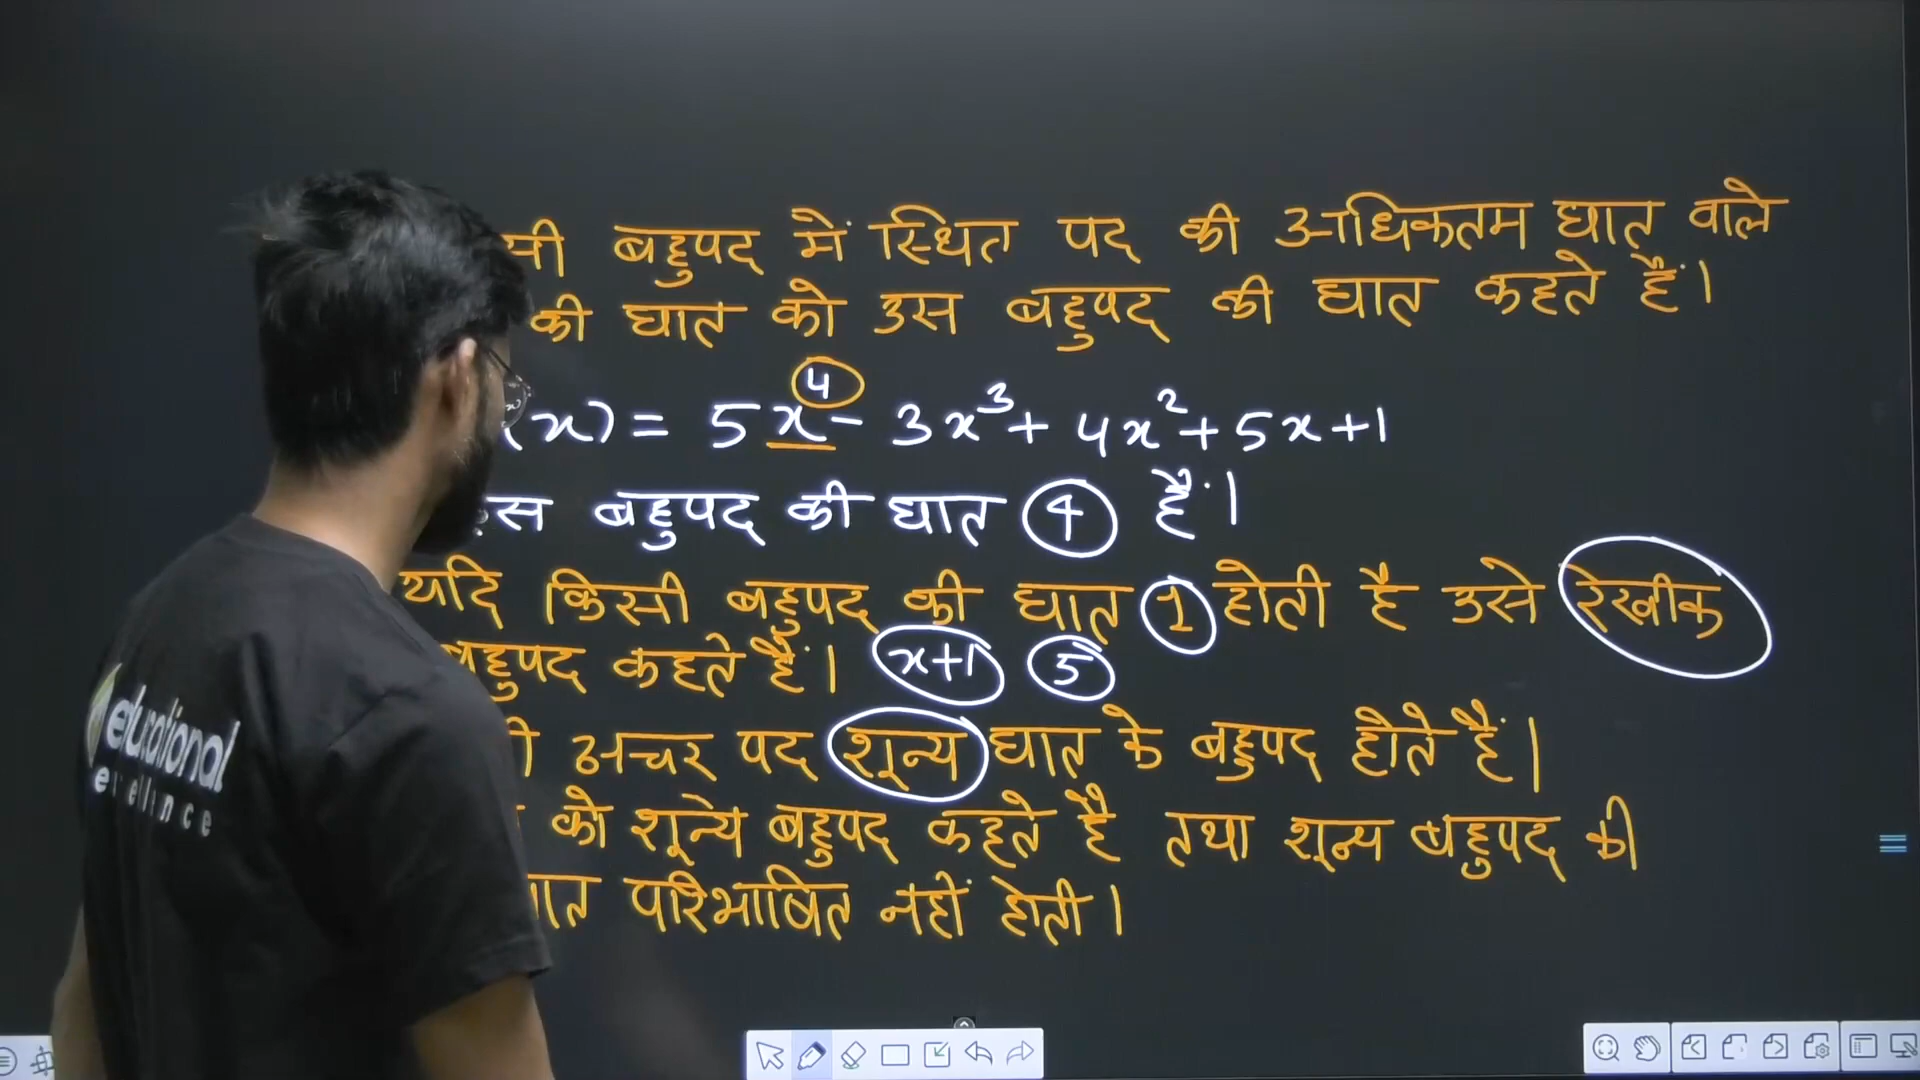 बहुपद में स्थित पद की अधिकतम घात वाले
की घात को उस बहुपद की घात कहते हैं।
(x) = 5x⁴ - 3x³ + 4x² + 5x + 1
बहुपद की घात 4 हैं।
यदि किसी बहुपद की घात 1 होती है उसे रेखीक
बहुपद कहते हैं। x+1 5
अचर पद शून्य घात के बहुपद होते हैं।
को शून्य बहुपद कहते है तथा शून्य बहुपद की
परिभाषित नहीं होती।
educational